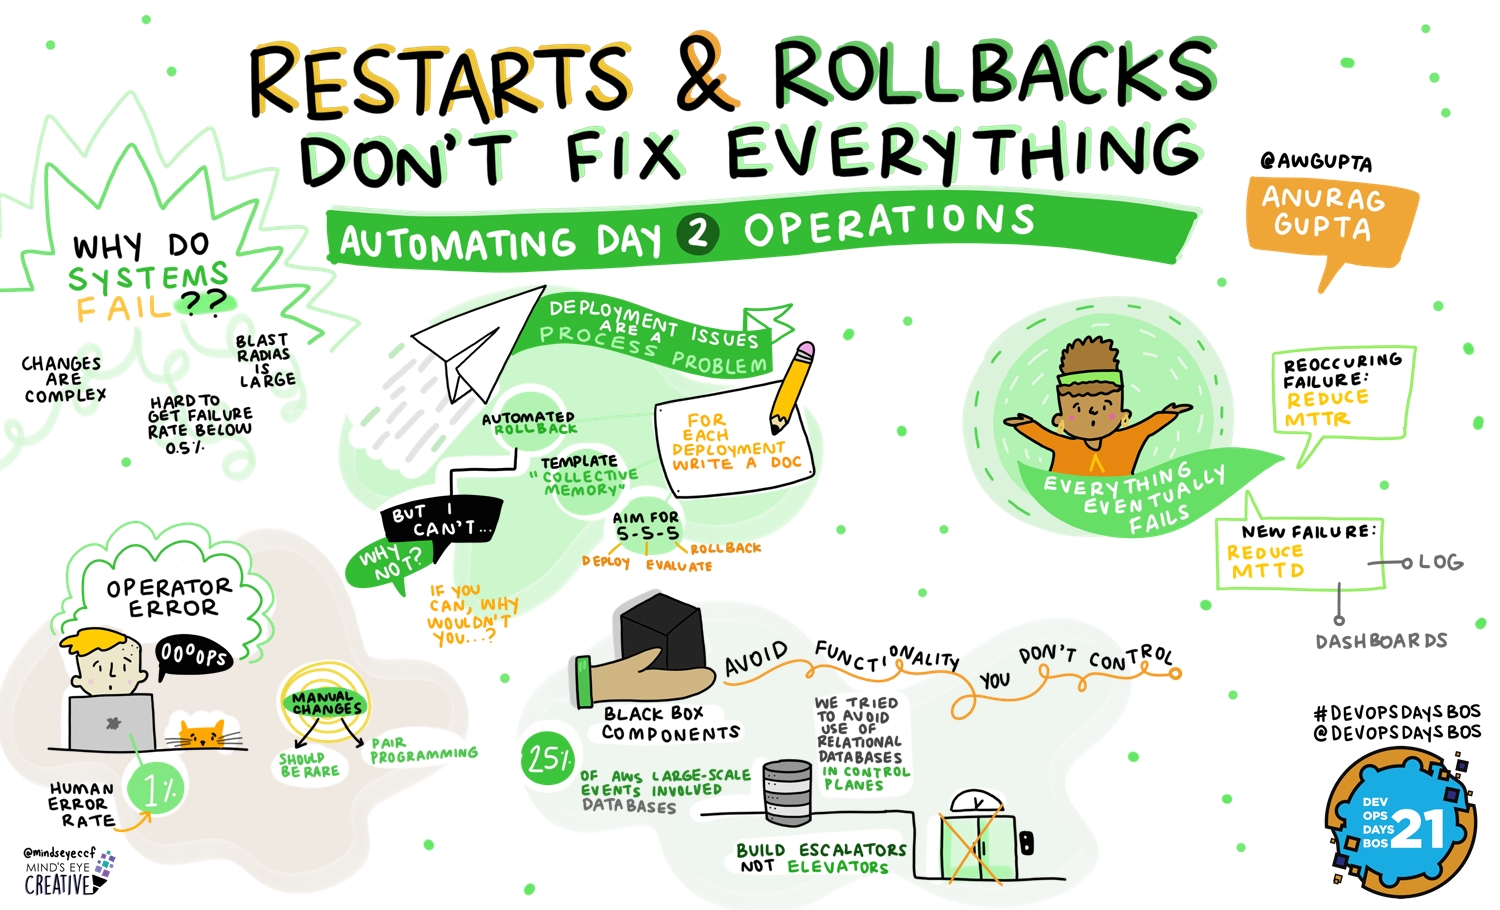 RESTARTS & ROLLBACKS
DON'T FIX EVERYTHING
AUTOMATING DAY 2 OPERATIONS
@AWGUPTA
ANURAG
GUPTA
WHY DO
SYSTEMS
FAIL??
CHANGES
ARE
COMPLEX
HARD TO
GET FAILURE
RATE BELOW
0.5%
BLAST
RADIAS
IS
LARGE
DEPLOYMENT ISSUES
ARE A
PROCESS PROBLEM
AUTOMATED
ROLLBACK
TEMPLATE
"COLLECTIVE
MEMORY"
FOR
EACH
DEPLOYMENT
WRITE A DOC
AIM FOR
5-5-5
DEPLOY
EVALUATE
ROLLBACK
BUT I
CAN'T...
WHY
NOT?
IF YOU
CAN, WHY
WOULDN'T
YOU...?
EVERYTHING
EVENTUALLY
FAILS
REOCCURING
FAILURE:
REDUCE
MTTR
NEW FAILURE:
REDUCE
MTTD
LOG
DASHBOARDS
OPERATOR
ERROR
OOOOPS
HUMAN
ERROR
RATE
1%
MANUAL
CHANGES
SHOULD
BE RARE
PAIR
PROGRAMMING
BLACK BOX
COMPONENTS
AVOID FUNCTIONALITY YOU DON'T CONTROL
25%
OF AWS LARGE-SCALE
EVENTS INVOLVED
DATABASES
WE TRIED
TO AVOID
USE OF
RELATIONAL
DATABASES
IN CONTROL
PLANES
BUILD ESCALATORS
NOT ELEVATORS
#DEVOPSDAYSBOS
@DEVOPSDAYSBOS
DEV
OPS
DAYS
BOS
21
@mindseyeccf
MIND'S EYE
CREATIVE